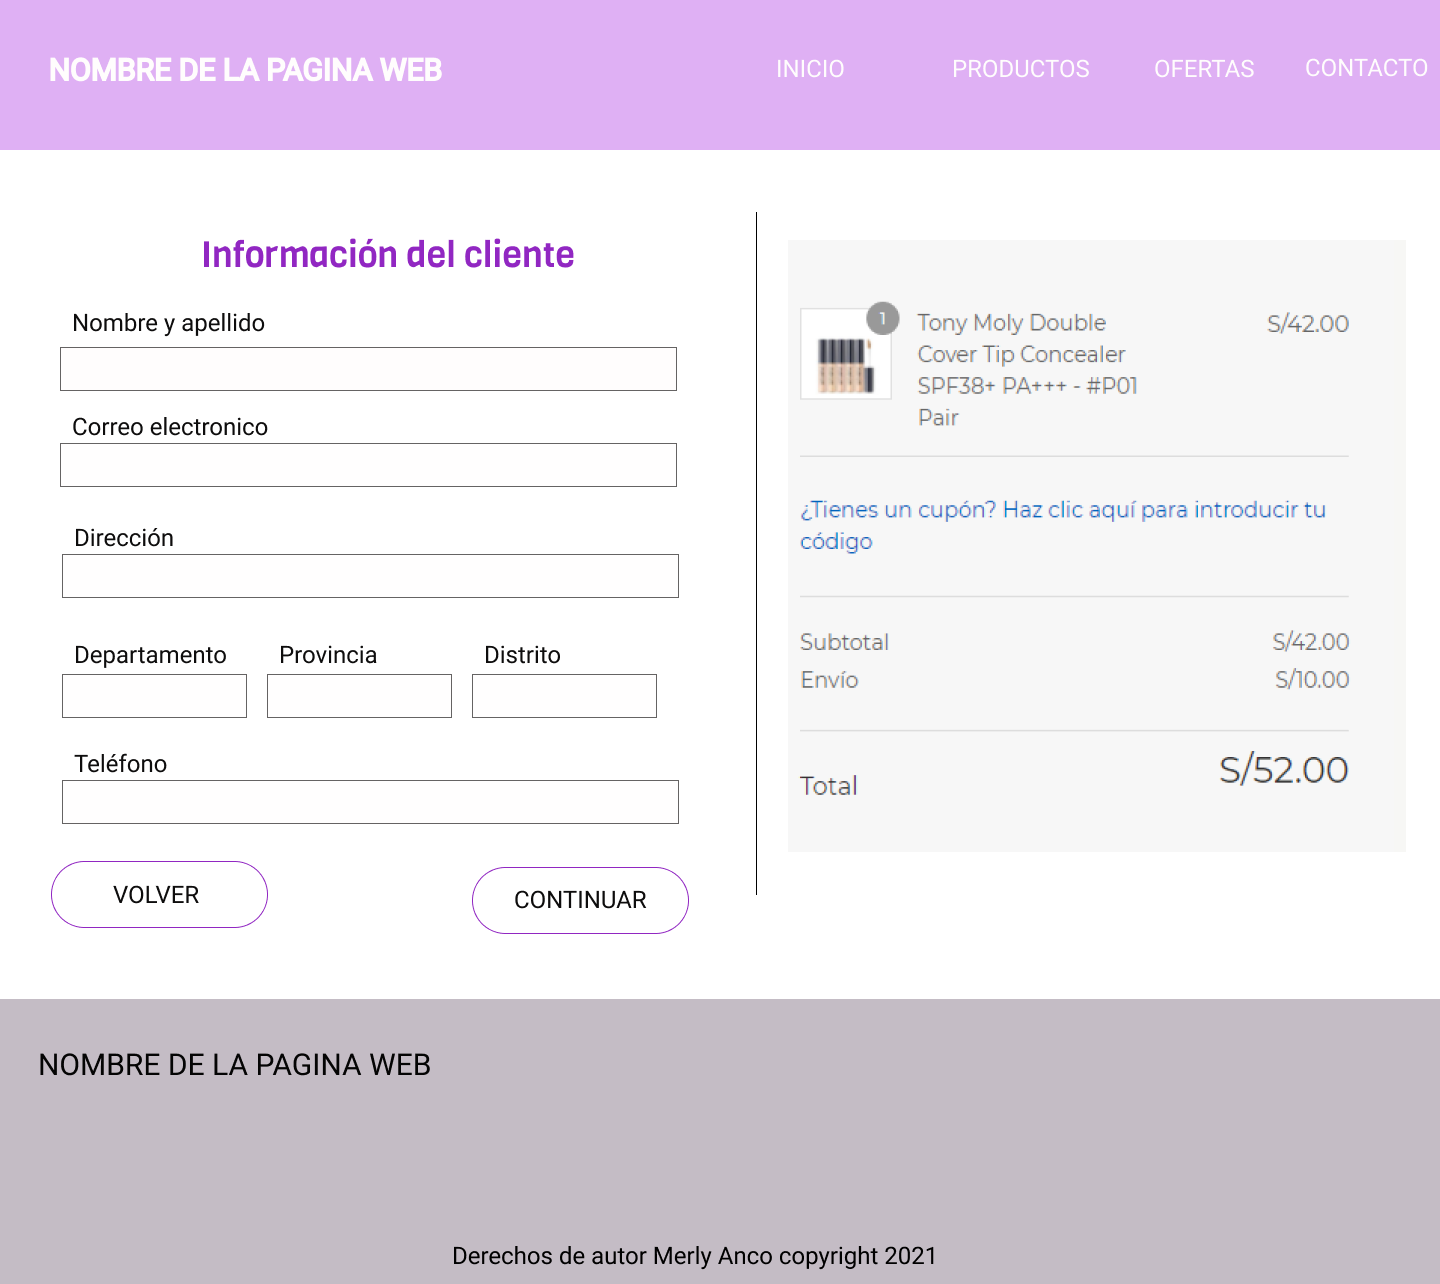 NOMBRE DE LA PAGINA WEB
INICIO
PRODUCTOS
OFERTAS
CONTACTO
Información del cliente
Nombre y apellido
Correo electronico
Dirección
Departamento
Provincia
Distrito
Teléfono
VOLVER
CONTINUAR
1
Tony Moly Double
Cover Tip Concealer
SPF38+ PA+++ - #P01
Pair
S/42.00
¿Tienes un cupón? Haz clic aquí para introducir tu
código
Subtotal
S/42.00
Envío
S/10.00
Total
S/52.00
NOMBRE DE LA PAGINA WEB
Derechos de autor Merly Anco copyright 2021